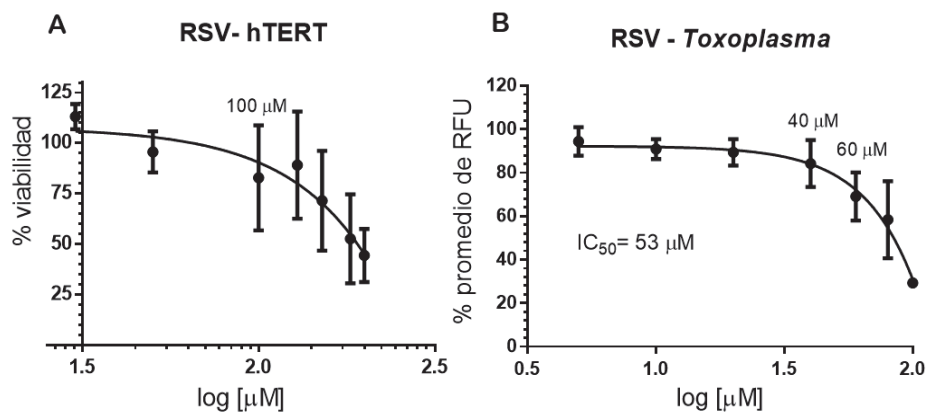 A
RSV- hTERT
% viabilidad
125
100
75
50
25
100 μM
1.5
2.0
2.5
log [μM]
B
RSV - Toxoplasma
% promedio de RFU
120
100
80
60
40
20
0
40 μM
60 μM
IC50= 53 μM
0.5
1.0
1.5
2.0
log [μM]